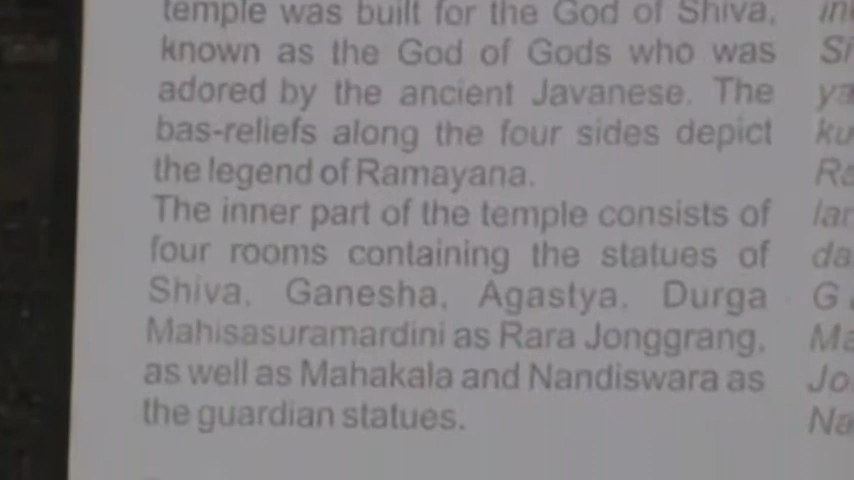 temple was built for the God of Shiva,
known as the God of Gods who was
adored by the ancient Javanese. The
bas-reliefs along the four sides depict
the legend of Ramayana.
The inner part of the temple consists of
four rooms containing the statues of
Shiva, Ganesha, Agastya, Durga
Mahisasuramardini as Rara Jonggrang,
as well as Mahakala and Nandiswara as
the guardian statues.